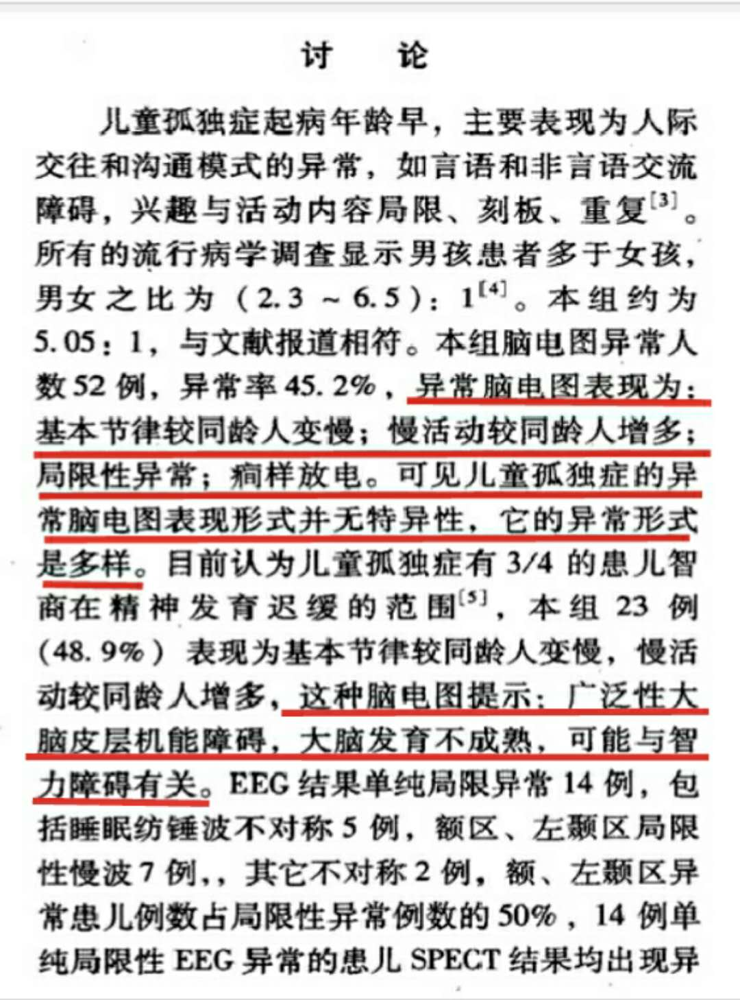 讨 论
儿童孤独症起病年龄早，主要表现为人际
交往和沟通模式的异常，如言语和非言语交流
障碍，兴趣与活动内容局限、刻板、重复[3]。
所有的流行病学调查显示男孩患者多于女孩，
男女之比为（2.3 ~ 6.5）：1[4]。本组约为
5.05：1，与文献报道相符。本组脑电图异常人
数52例，异常率45.2%，异常脑电图表现为：
基本节律较同龄人变慢；慢活动较同龄人增多；
局限性异常；痫样放电。可见儿童孤独症的异
常脑电图表现形式并无特异性，它的异常形式
是多样。目前认为儿童孤独症有3/4的患儿智
商在精神发育迟缓的范围[5]，本组 23 例
(48.9%）表现为基本节律较同龄人变慢，慢活
动较同龄人增多，这种脑电图提示：广泛性大
脑皮层机能障碍，大脑发育不成熟，可能与智
力障碍有关。EEG结果单纯局限异常14例，包
括睡眠纺锤波不对称5例，额区、左颞区局限
性慢波7例，，其它不对称2例，额、左颞区异
常患儿例数占局限性异常例数的50%，14例单
纯局限性EEG异常的患儿SPECT结果均出现异